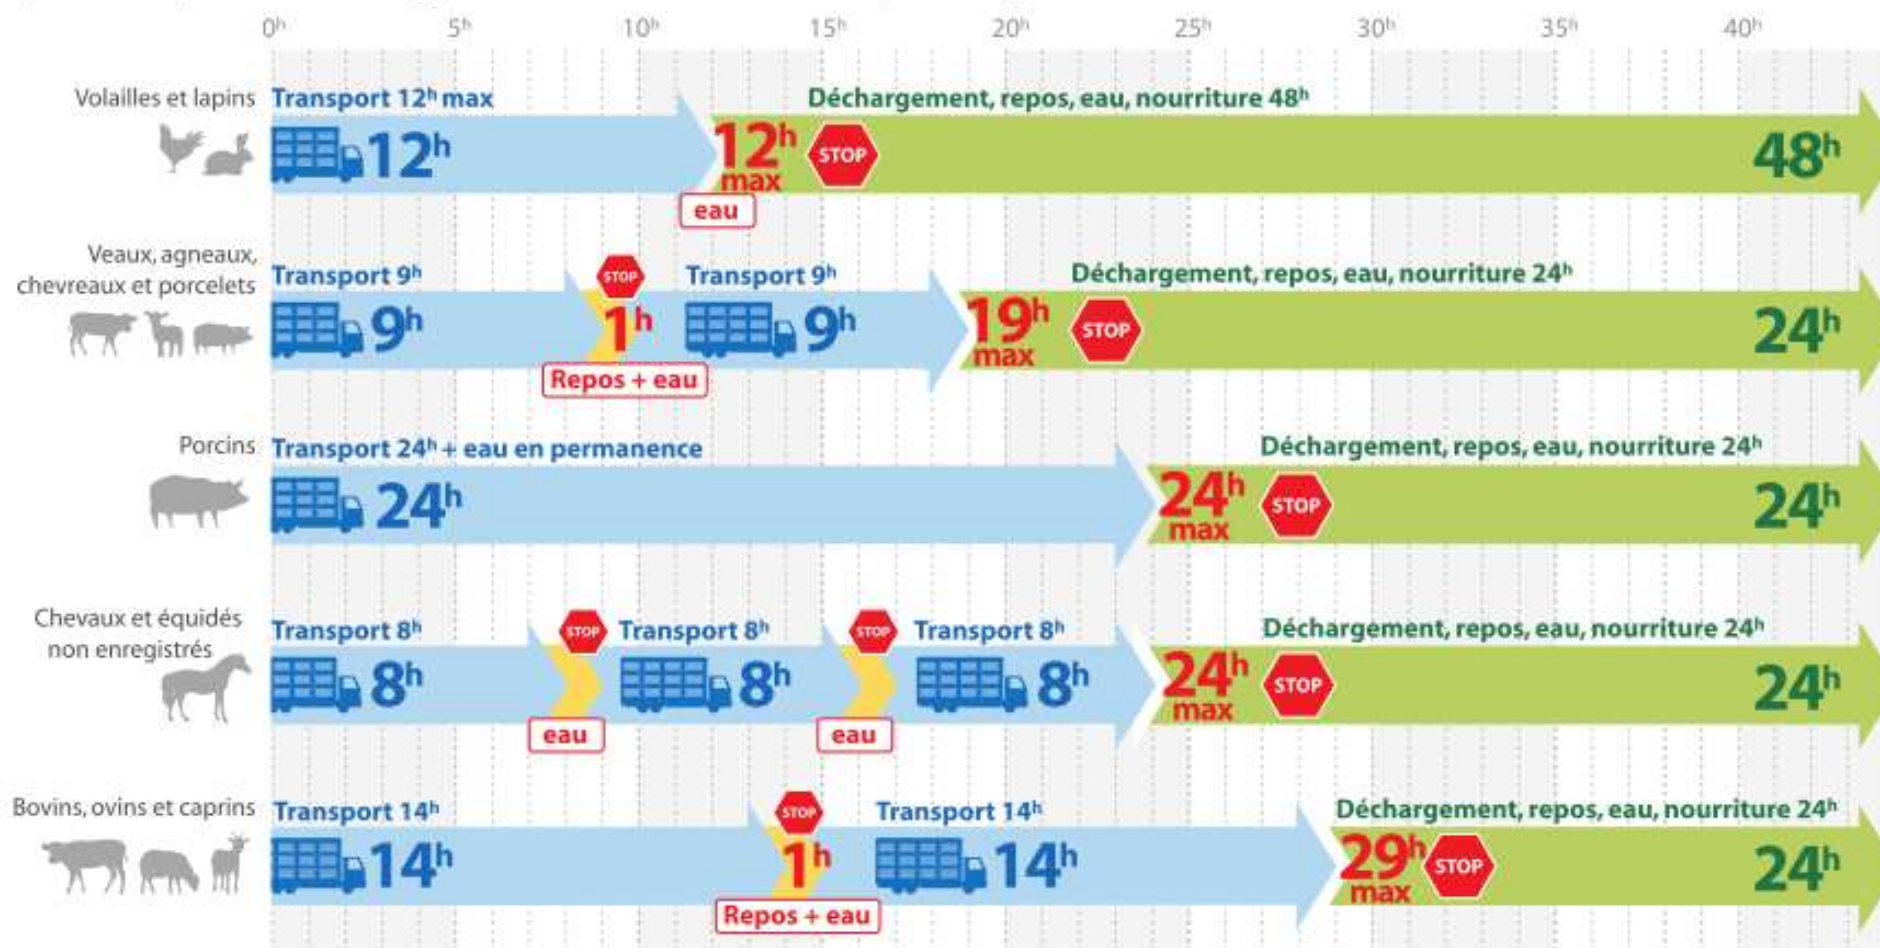 0h 5h 10h 15h 20h 25h 30h 35h 40h
Volailles et lapins
Transport 12h max
Déchargement, repos, eau, nourriture 48h
12h
12h
max
STOP
48h
eau
Veaux, agneaux,
chevreaux et porcelets
Transport 9h
STOP
Transport 9h
Déchargement, repos, eau, nourriture 24h
9h
1h
9h
19h
max
STOP
24h
Repos + eau
Porcins
Transport 24h + eau en permanence
Déchargement, repos, eau, nourriture 24h
24h
24h
max
STOP
24h
Chevaux et équidés
non enregistrés
Transport 8h
STOP
Transport 8h
STOP
Transport 8h
Déchargement, repos, eau, nourriture 24h
8h
8h
8h
24h
max
STOP
24h
eau
eau
Bovins, ovins et caprins
Transport 14h
STOP
Transport 14h
Déchargement, repos, eau, nourriture 24h
14h
1h
14h
29h
max
STOP
24h
Repos + eau